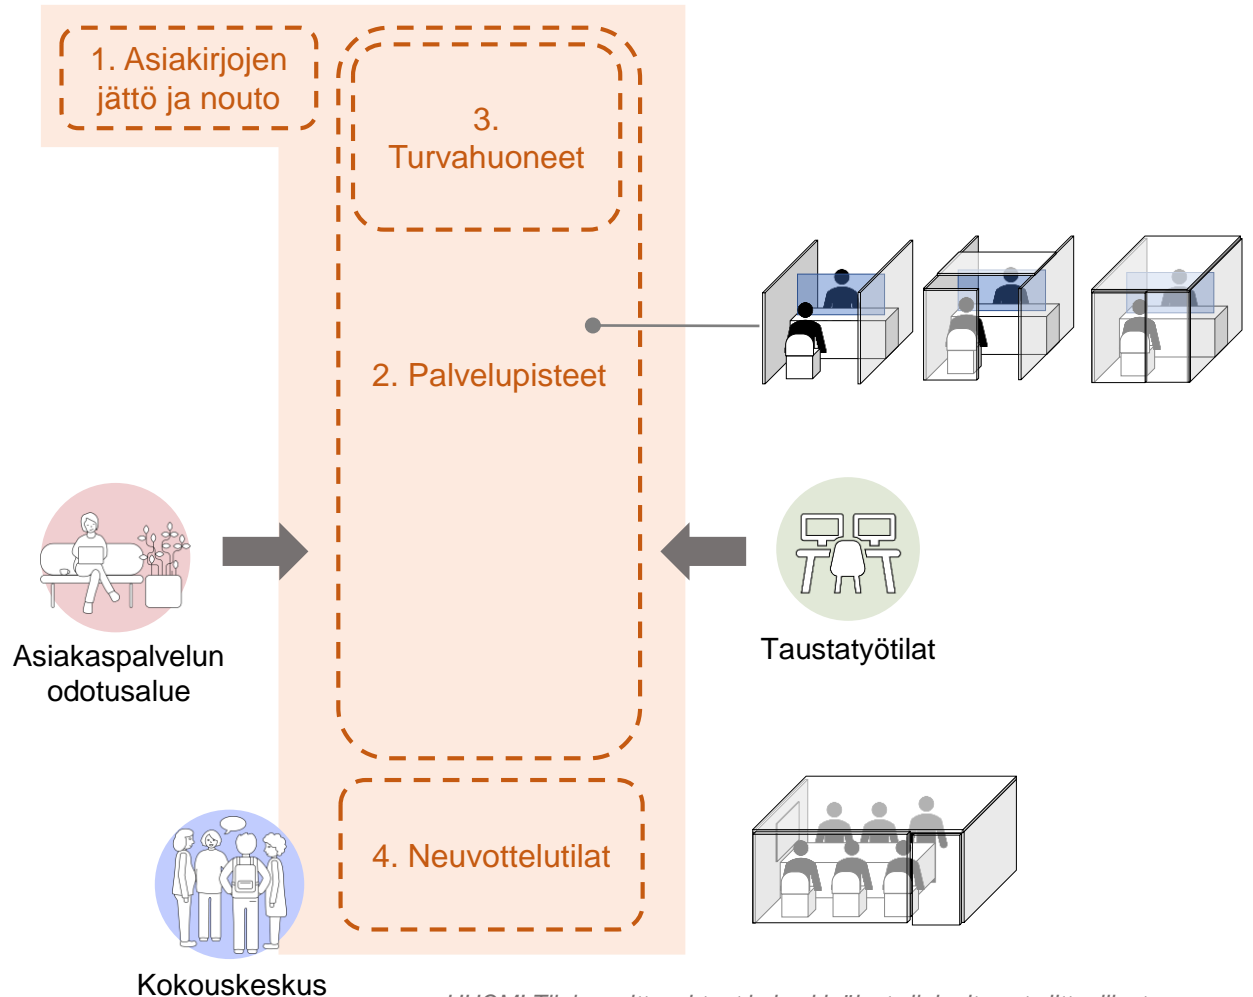 1. Asiakirjojen
jättö ja nouto
3.
Turvahuoneet
2. Palvelupisteet
Asiakaspalvelun
odotusalue
Taustatyötilat
4. Neuvottelutilat
Kokouskeskus